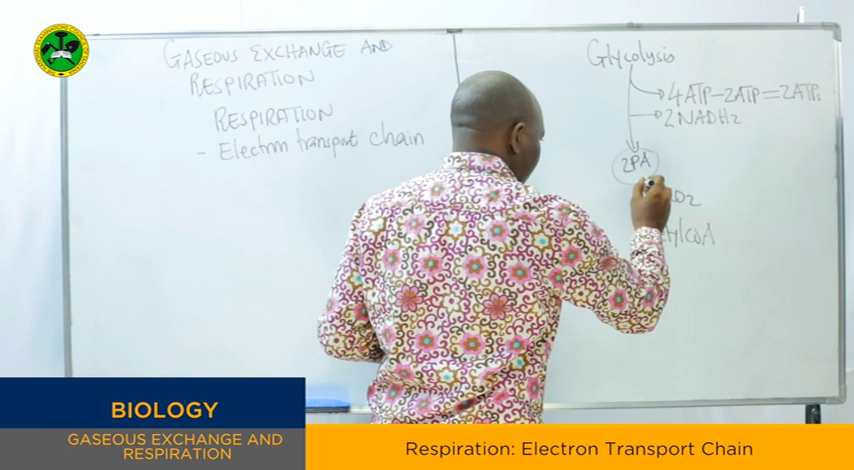 GASEOUS EXCHANGE AND
RESPIRATION
RESPIRATION
- Electron transport chain
Glycolysis
4ATP - 2ATP = 2ATPs
2NADH2
2PA
BIOLOGY
GASEOUS EXCHANGE AND
RESPIRATION
Respiration: Electron Transport Chain